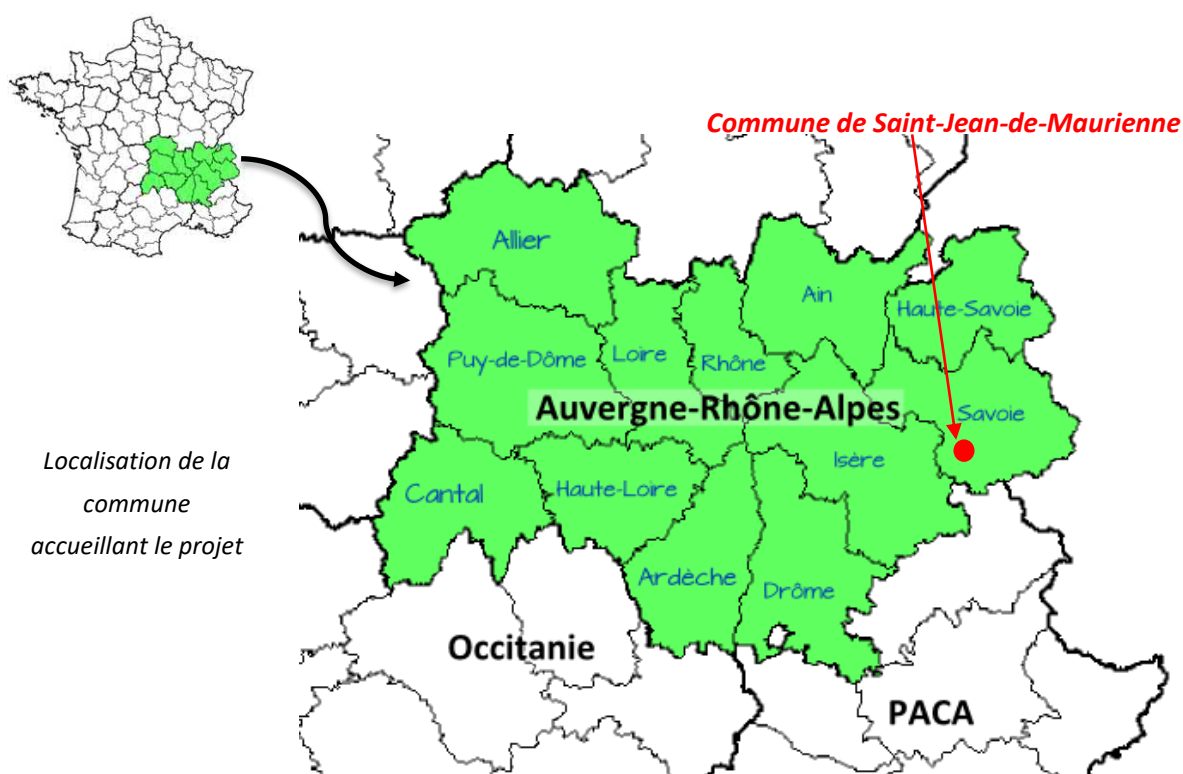 Commune de Saint-Jean-de-Maurienne
Allier
Ain
Haute-Savoie
Puy-de-Dôme
Loire
Rhône
Auvergne-Rhône-Alpes
Savoie
Isère
Localisation de la
commune
accueillant le projet
Cantal
Haute-Loire
Ardèche
Drôme
Occitanie
PACA